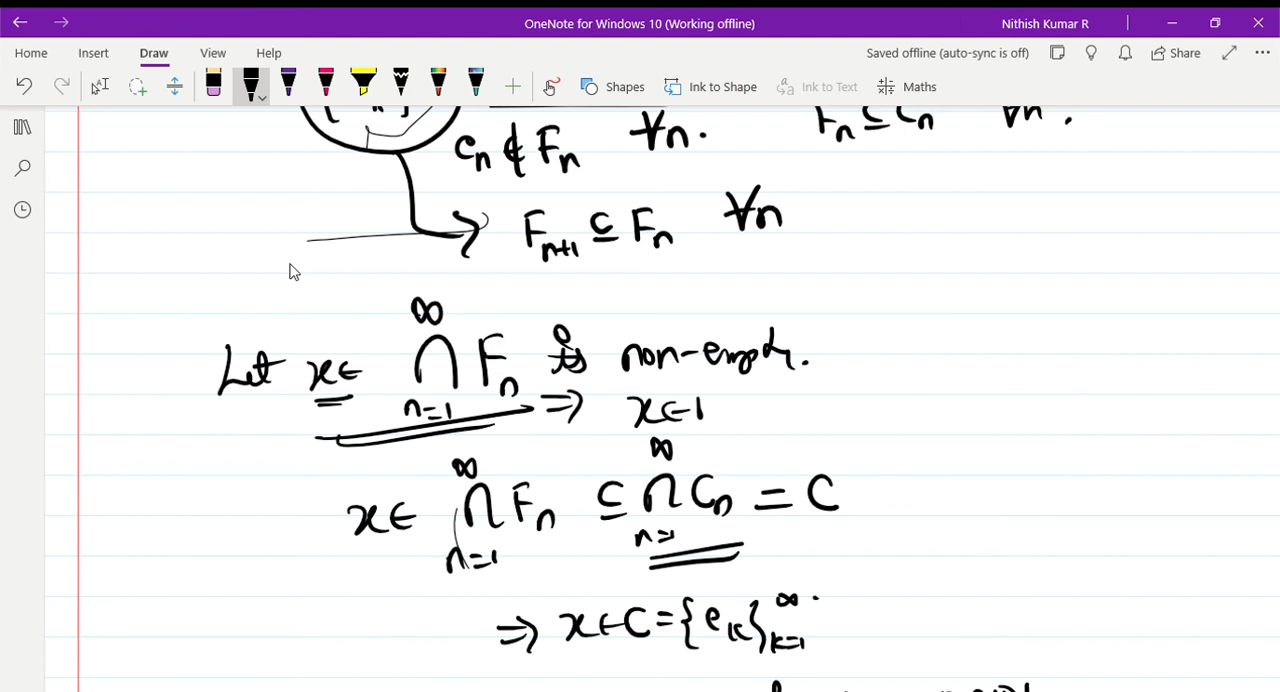 OneNote for Windows 10 (Working offline)
Nithish Kumar R
Home Insert Draw View Help
Saved offline (auto-sync is off)
Share
Shapes
Ink to Shape
Ink to Text
Maths
Fn ⊆ Cn ∀n.
cn ∉ Fn ∀n.
Fn+1 ⊆ Fn ∀n
Let x∈ ∞⋂n=1 Fn is non-empty.
⇒ x∈1
x∈ ∞⋂n=1 Fn ⊆ ∞⋂n=1 Cn = C
⇒ x∈C = {ek}∞k=1.